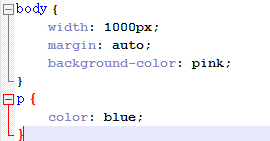 body {
width: 1000px;
margin: auto;
background-color: pink;
}
p {
color: blue;
}